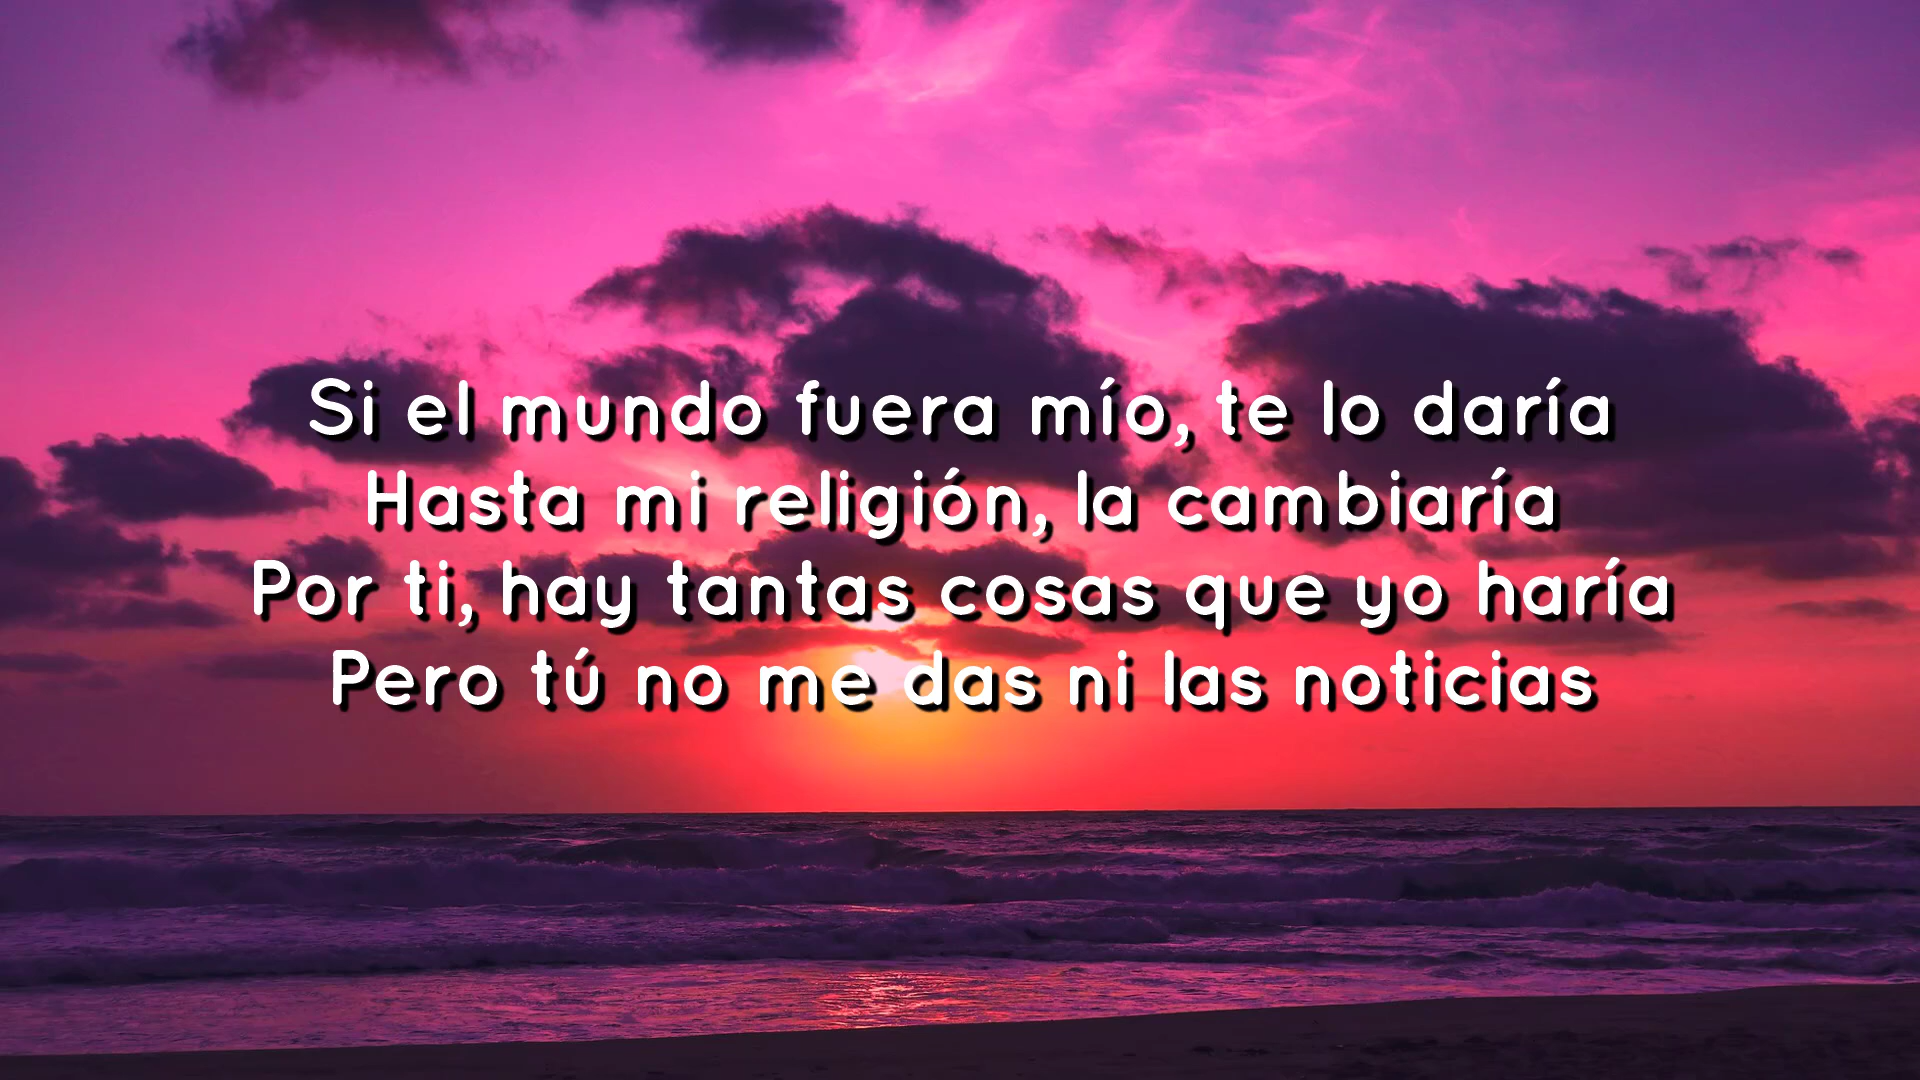 Si el mundo fuera mío, te lo daría
Hasta mi religión, la cambiaría
Por ti, hay tantas cosas que yo haría
Pero tú no me das ni las noticias